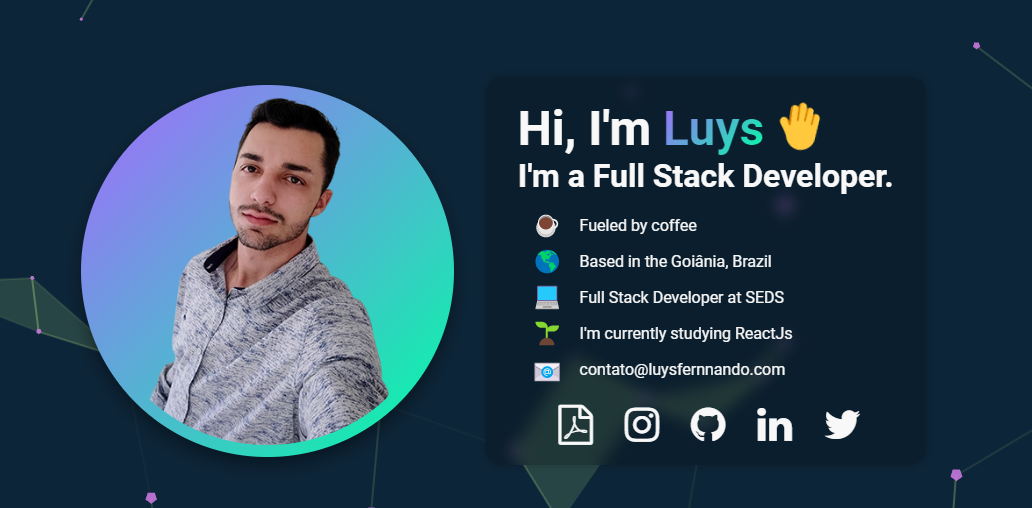 Hi, I'm Luys
I'm a Full Stack Developer.
Fueled by coffee
Based in the Goiânia, Brazil
Full Stack Developer at SEDS
I'm currently studying ReactJs
contato@luysfernnando.com
in